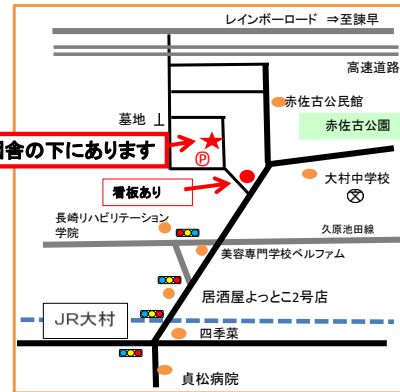 レインボーロード ⇒至諫早
高速道路
赤佐古公民館
墓地
赤佐古公園
舎の下にあります
P
看板あり
大村中学校
文
長崎リハビリテーション
学院
久原池田線
美容専門学校ベルファム
居酒屋よっとこ2号店
JR大村
四季菜
貞松病院